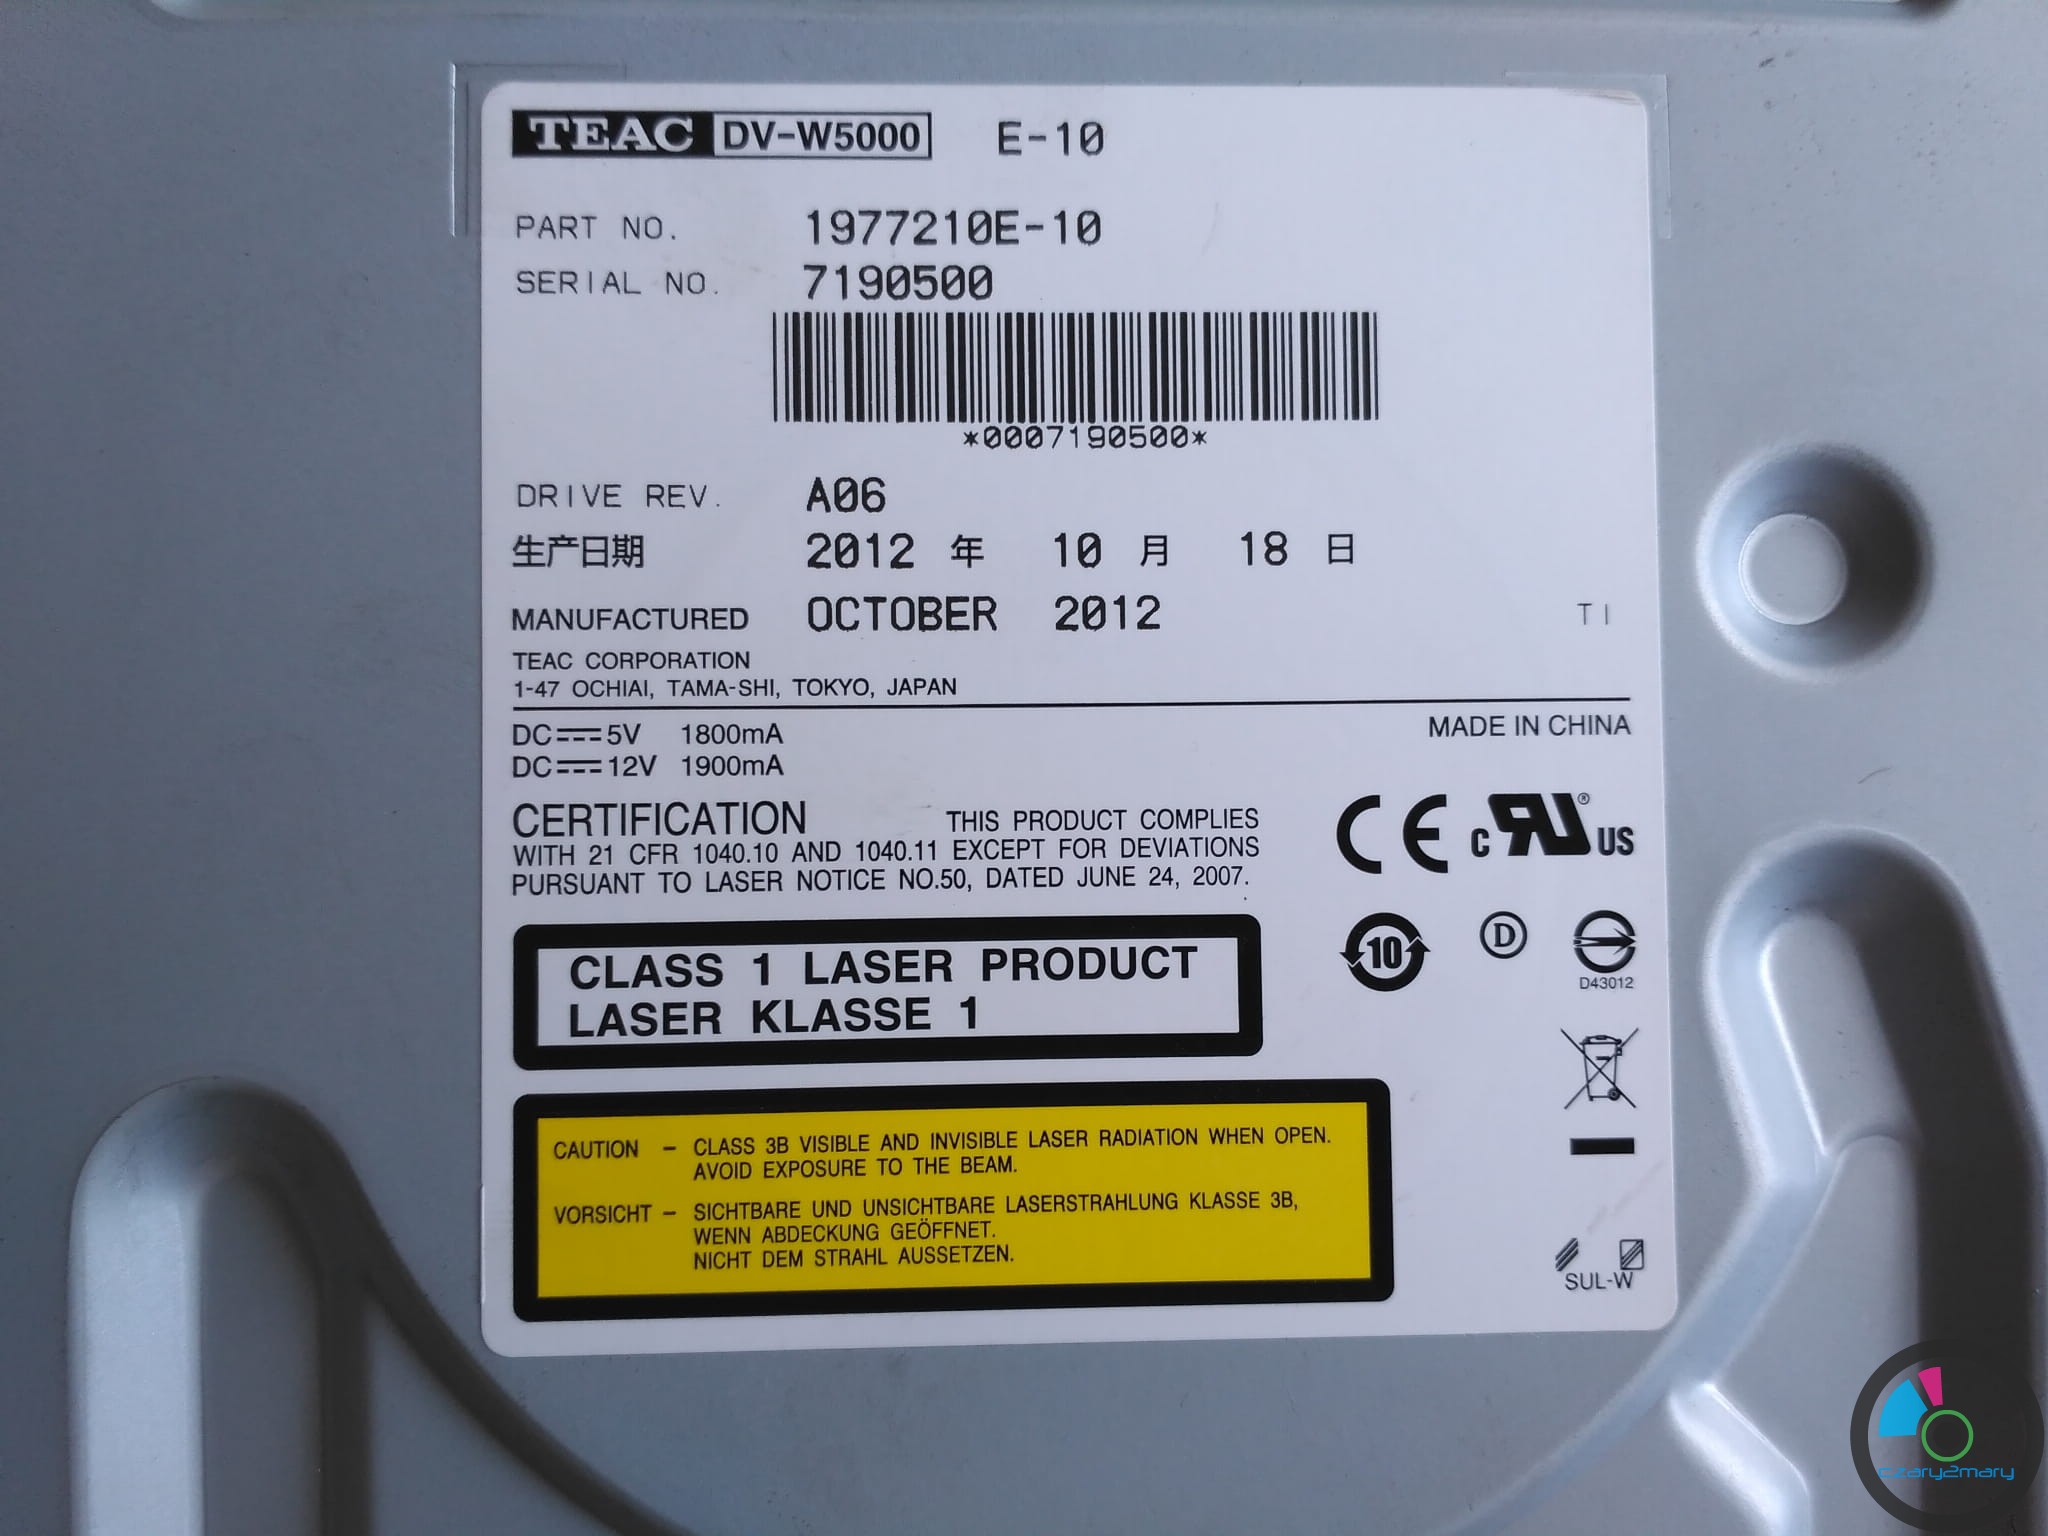 TEAC DV-W5000 E-10
PART NO. 1977210E-10
SERIAL NO. 7190500
*0007190500*
DRIVE REV. A06
生产日期 2012 年 10 月 18 日
MANUFACTURED OCTOBER 2012
TI
TEAC CORPORATION
1-47 OCHIAI, TAMA-SHI, TOKYO, JAPAN
DC 5V 1800mA
DC 12V 1900mA
MADE IN CHINA
CERTIFICATION THIS PRODUCT COMPLIES
WITH 21 CFR 1040.10 AND 1040.11 EXCEPT FOR DEVIATIONS
PURSUANT TO LASER NOTICE NO.50, DATED JUNE 24, 2007.
CE c RU ® US
10 D
D43012
CLASS 1 LASER PRODUCT
LASER KLASSE 1
CAUTION - CLASS 3B VISIBLE AND INVISIBLE LASER RADIATION WHEN OPEN.
AVOID EXPOSURE TO THE BEAM.
VORSICHT - SICHTBARE UND UNSICHTBARE LASERSTRAHLUNG KLASSE 3B,
WENN ABDECKUNG GEÖFFNET.
NICHT DEM STRAHL AUSSETZEN.
SUL-W
czary2mary